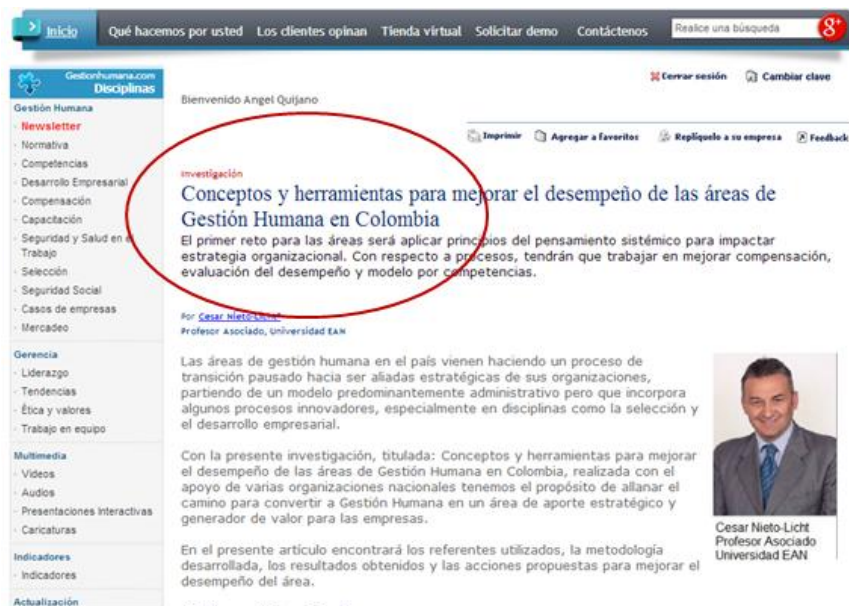 Inicio Qué hacemos por usted Los clientes opinan Tienda virtual Solicitar demo Contáctenos Realice una búsqueda 8+
Gestionhumana.com
Disciplinas
Gestión Humana
Newsletter
Normativa
Competencias
Desarrollo Empresarial
Compensación
Capacitación
Seguridad y Salud en el
Trabajo
Selección
Seguridad Social
Casos de empresas
Mercadeo
Gerencia
Liderazgo
Tendencias
Ética y valores
Trabajo en equipo
Multimedia
Videos
Audios
Presentaciones Interactivas
Caricaturas
Indicadores
Indicadores
Actualización
Cerrar sesión Cambiar clave
Bienvenido Angel Quijano
Imprimir Agregar a favoritos Replíquelo a su empresa Feedback
Investigación
Conceptos y herramientas para mejorar el desempeño de las áreas de
Gestión Humana en Colombia
El primer reto para las áreas será aplicar principios del pensamiento sistémico para impactar
estrategia organizacional. Con respecto a procesos, tendrán que trabajar en mejorar compensación,
evaluación del desempeño y modelo por competencias.
Por Cesar Nieto-Licht*
Profesor Asociado, Universidad EAN
Las áreas de gestión humana en el país vienen haciendo un proceso de
transición pausado hacia ser aliadas estratégicas de sus organizaciones,
partiendo de un modelo predominantemente administrativo pero que incorpora
algunos procesos innovadores, especialmente en disciplinas como la selección y
el desarrollo empresarial.
Con la presente investigación, titulada: Conceptos y herramientas para mejorar
el desempeño de las áreas de Gestión Humana en Colombia, realizada con el
apoyo de varias organizaciones nacionales tenemos el propósito de allanar el
camino para convertir a Gestión Humana en un área de aporte estratégico y
generador de valor para las empresas.
En el presente artículo encontrará los referentes utilizados, la metodología
desarrollada, los resultados obtenidos y las acciones propuestas para mejorar el
desempeño del área.
Cesar Nieto-Licht
Profesor Asociado
Universidad EAN